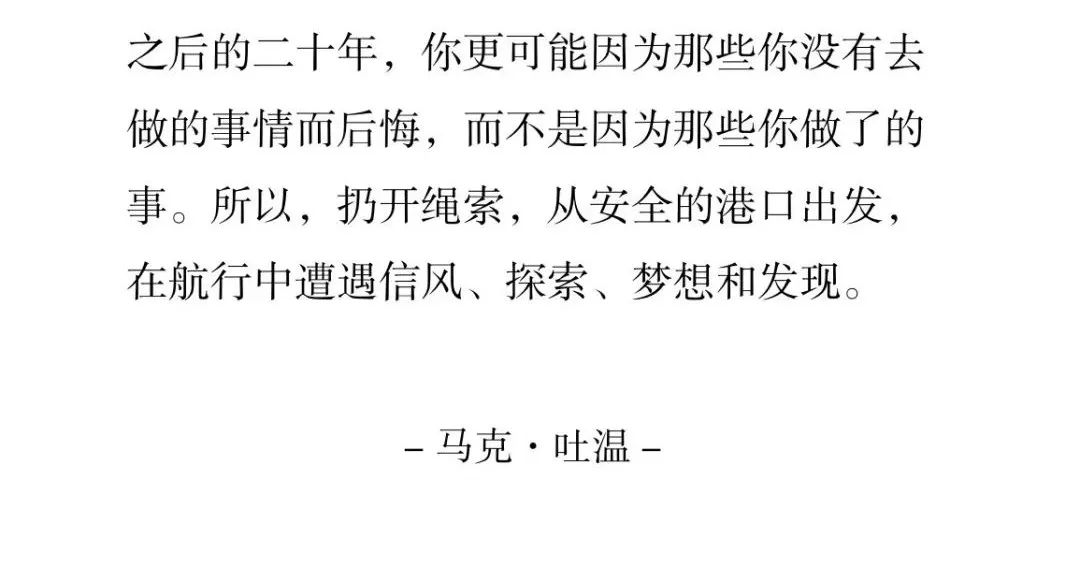 之后的二十年，你更可能因为那些你没有去
做的事情而后悔，而不是因为那些你做了的
事。所以，扔开绳索，从安全的港口出发，
在航行中遭遇信风、探索、梦想和发现。
– 马克·吐温 –